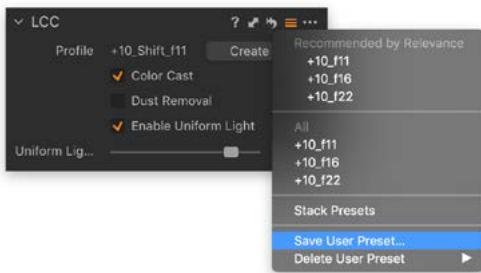 LCC
?
Profile +10_Shift_f11 Create
Color Cast
Dust Removal
Enable Uniform Light
Uniform Lig...
Recommended by Relevance
+10_f11
+10_f16
+10_f22
All
+10_f11
+10_f16
+10_f22
Stack Presets
Save User Preset...
Delete User Preset